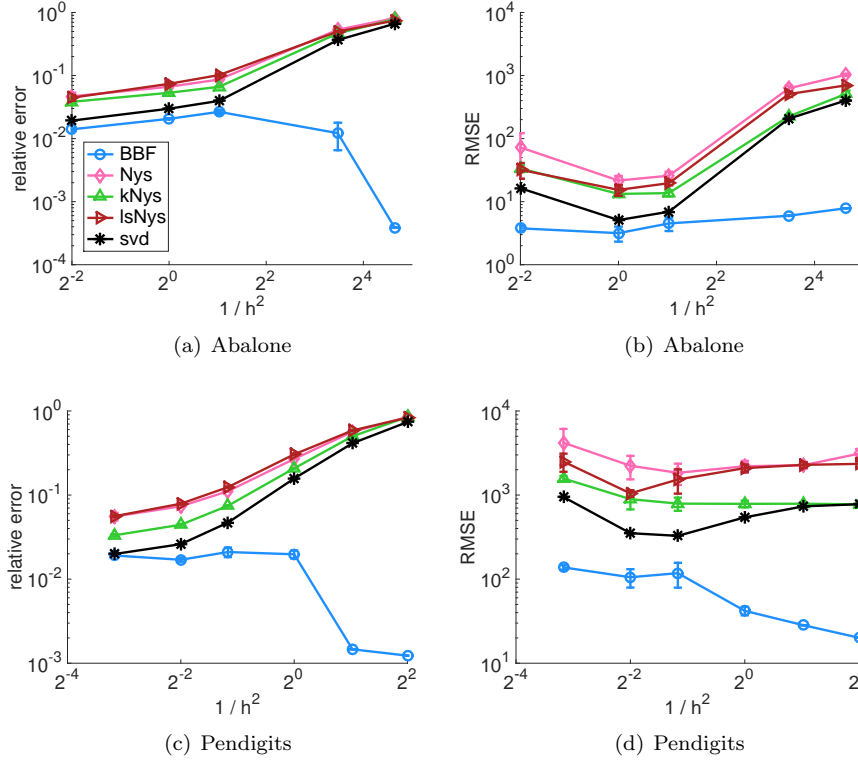 10^0
10^-1
10^-2
10^-3
10^-4
relative error
BBF
Nys
kNys
lsNys
svd
2^-2 2^0 2^2 2^4
1 / h^2
(a) Abalone
10^4
10^3
10^2
10^1
10^0
RMSE
2^-2 2^0 2^2 2^4
1 / h^2
(b) Abalone
10^0
10^-1
10^-2
10^-3
relative error
2^-4 2^-2 2^0 2^2
1 / h^2
(c) Pendigits
10^4
10^3
10^2
10^1
RMSE
2^-4 2^-2 2^0
1 / h^2
(d) Pendigits